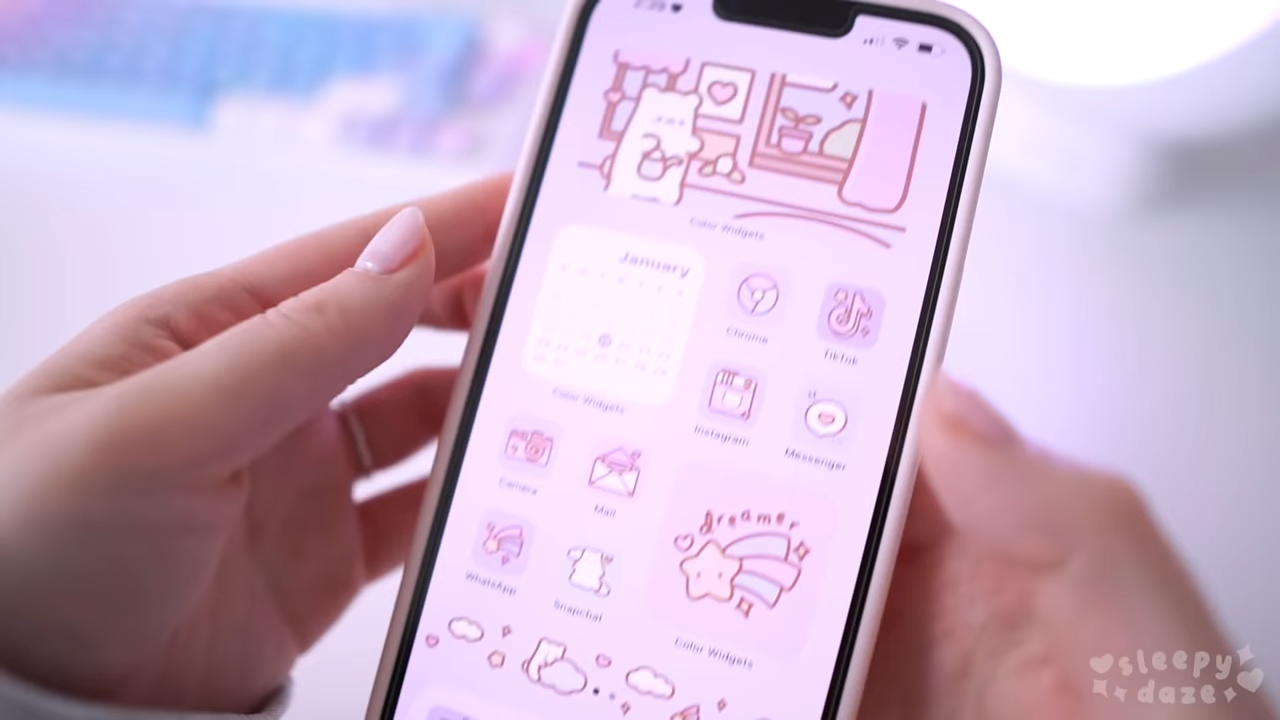 Color Widgets
January
Chrome
TikTok
Color Widgets
Instagram
Messenger
Camera
Mail
dreamer
WhatsApp
Snapchat
Color Widgets
sleepy
daze